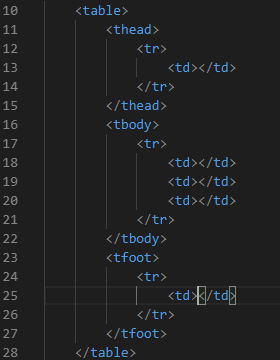 10 <table>
11 <thead>
12 <tr>
13 <td></td>
14 </tr>
15 </thead>
16 <tbody>
17 <tr>
18 <td></td>
19 <td></td>
20 <td></td>
21 </tr>
22 </tbody>
23 <tfoot>
24 <tr>
25 <td></td>
26 </tr>
27 </tfoot>
28 </table>